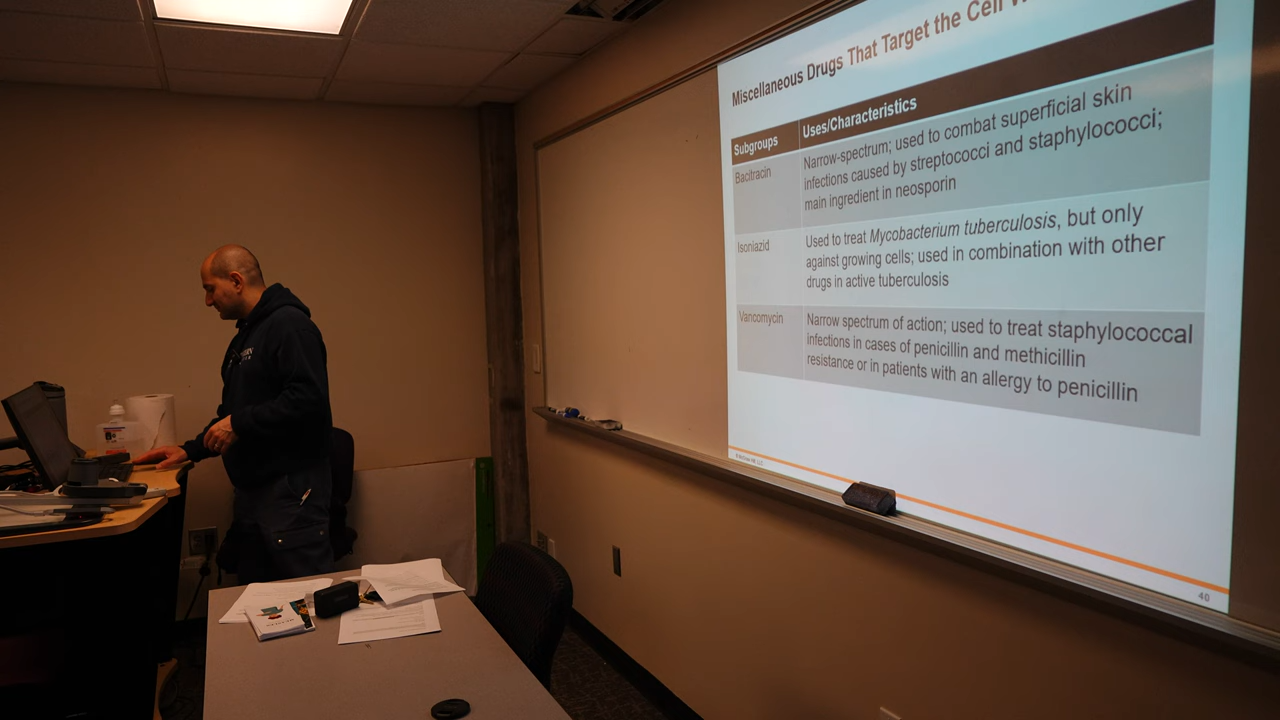 Miscellaneous Drugs That Target the Cell
Subgroups
Uses/Characteristics
Bacitracin
Narrow-spectrum; used to combat superficial skin
infections caused by streptococci and staphylococci;
main ingredient in neosporin
Isoniazid
Used to treat Mycobacterium tuberculosis, but only
against growing cells; used in combination with other
drugs in active tuberculosis
Vancomycin
Narrow spectrum of action; used to treat staphylococcal
infections in cases of penicillin and methicillin
resistance or in patients with an allergy to penicillin
40